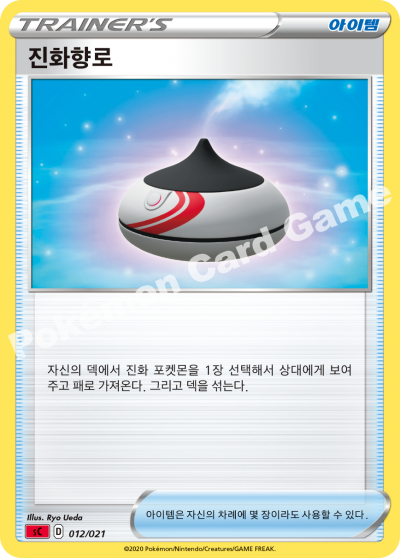 TRAINER'S
아이템
진화향로
Pokémon Card Game
자신의 덱에서 진화 포켓몬을 1장 선택해서 상대에게 보여
주고 패로 가져온다. 그리고 덱을 섞는다.
Illus. Ryo Ueda
sC D 012/021
아이템은 자신의 차례에 몇 장이라도 사용할 수 있다.
©2020 Pokémon/Nintendo/Creatures/GAME FREAK.